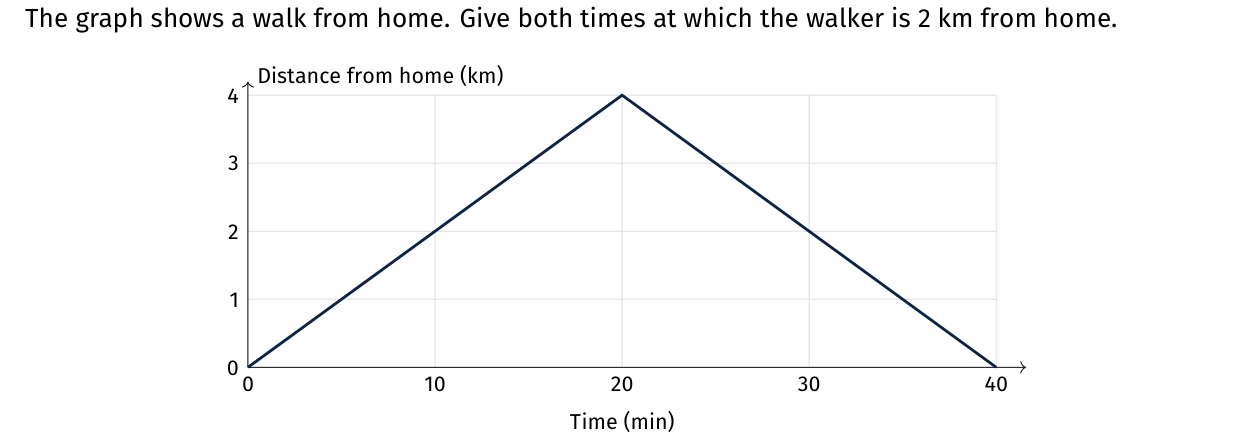 The graph shows a walk from home. Give both times at which the walker is 2 km from home.
Distance from home (km)
4
3
2
1
0
0 10 20 30 40
Time (min)